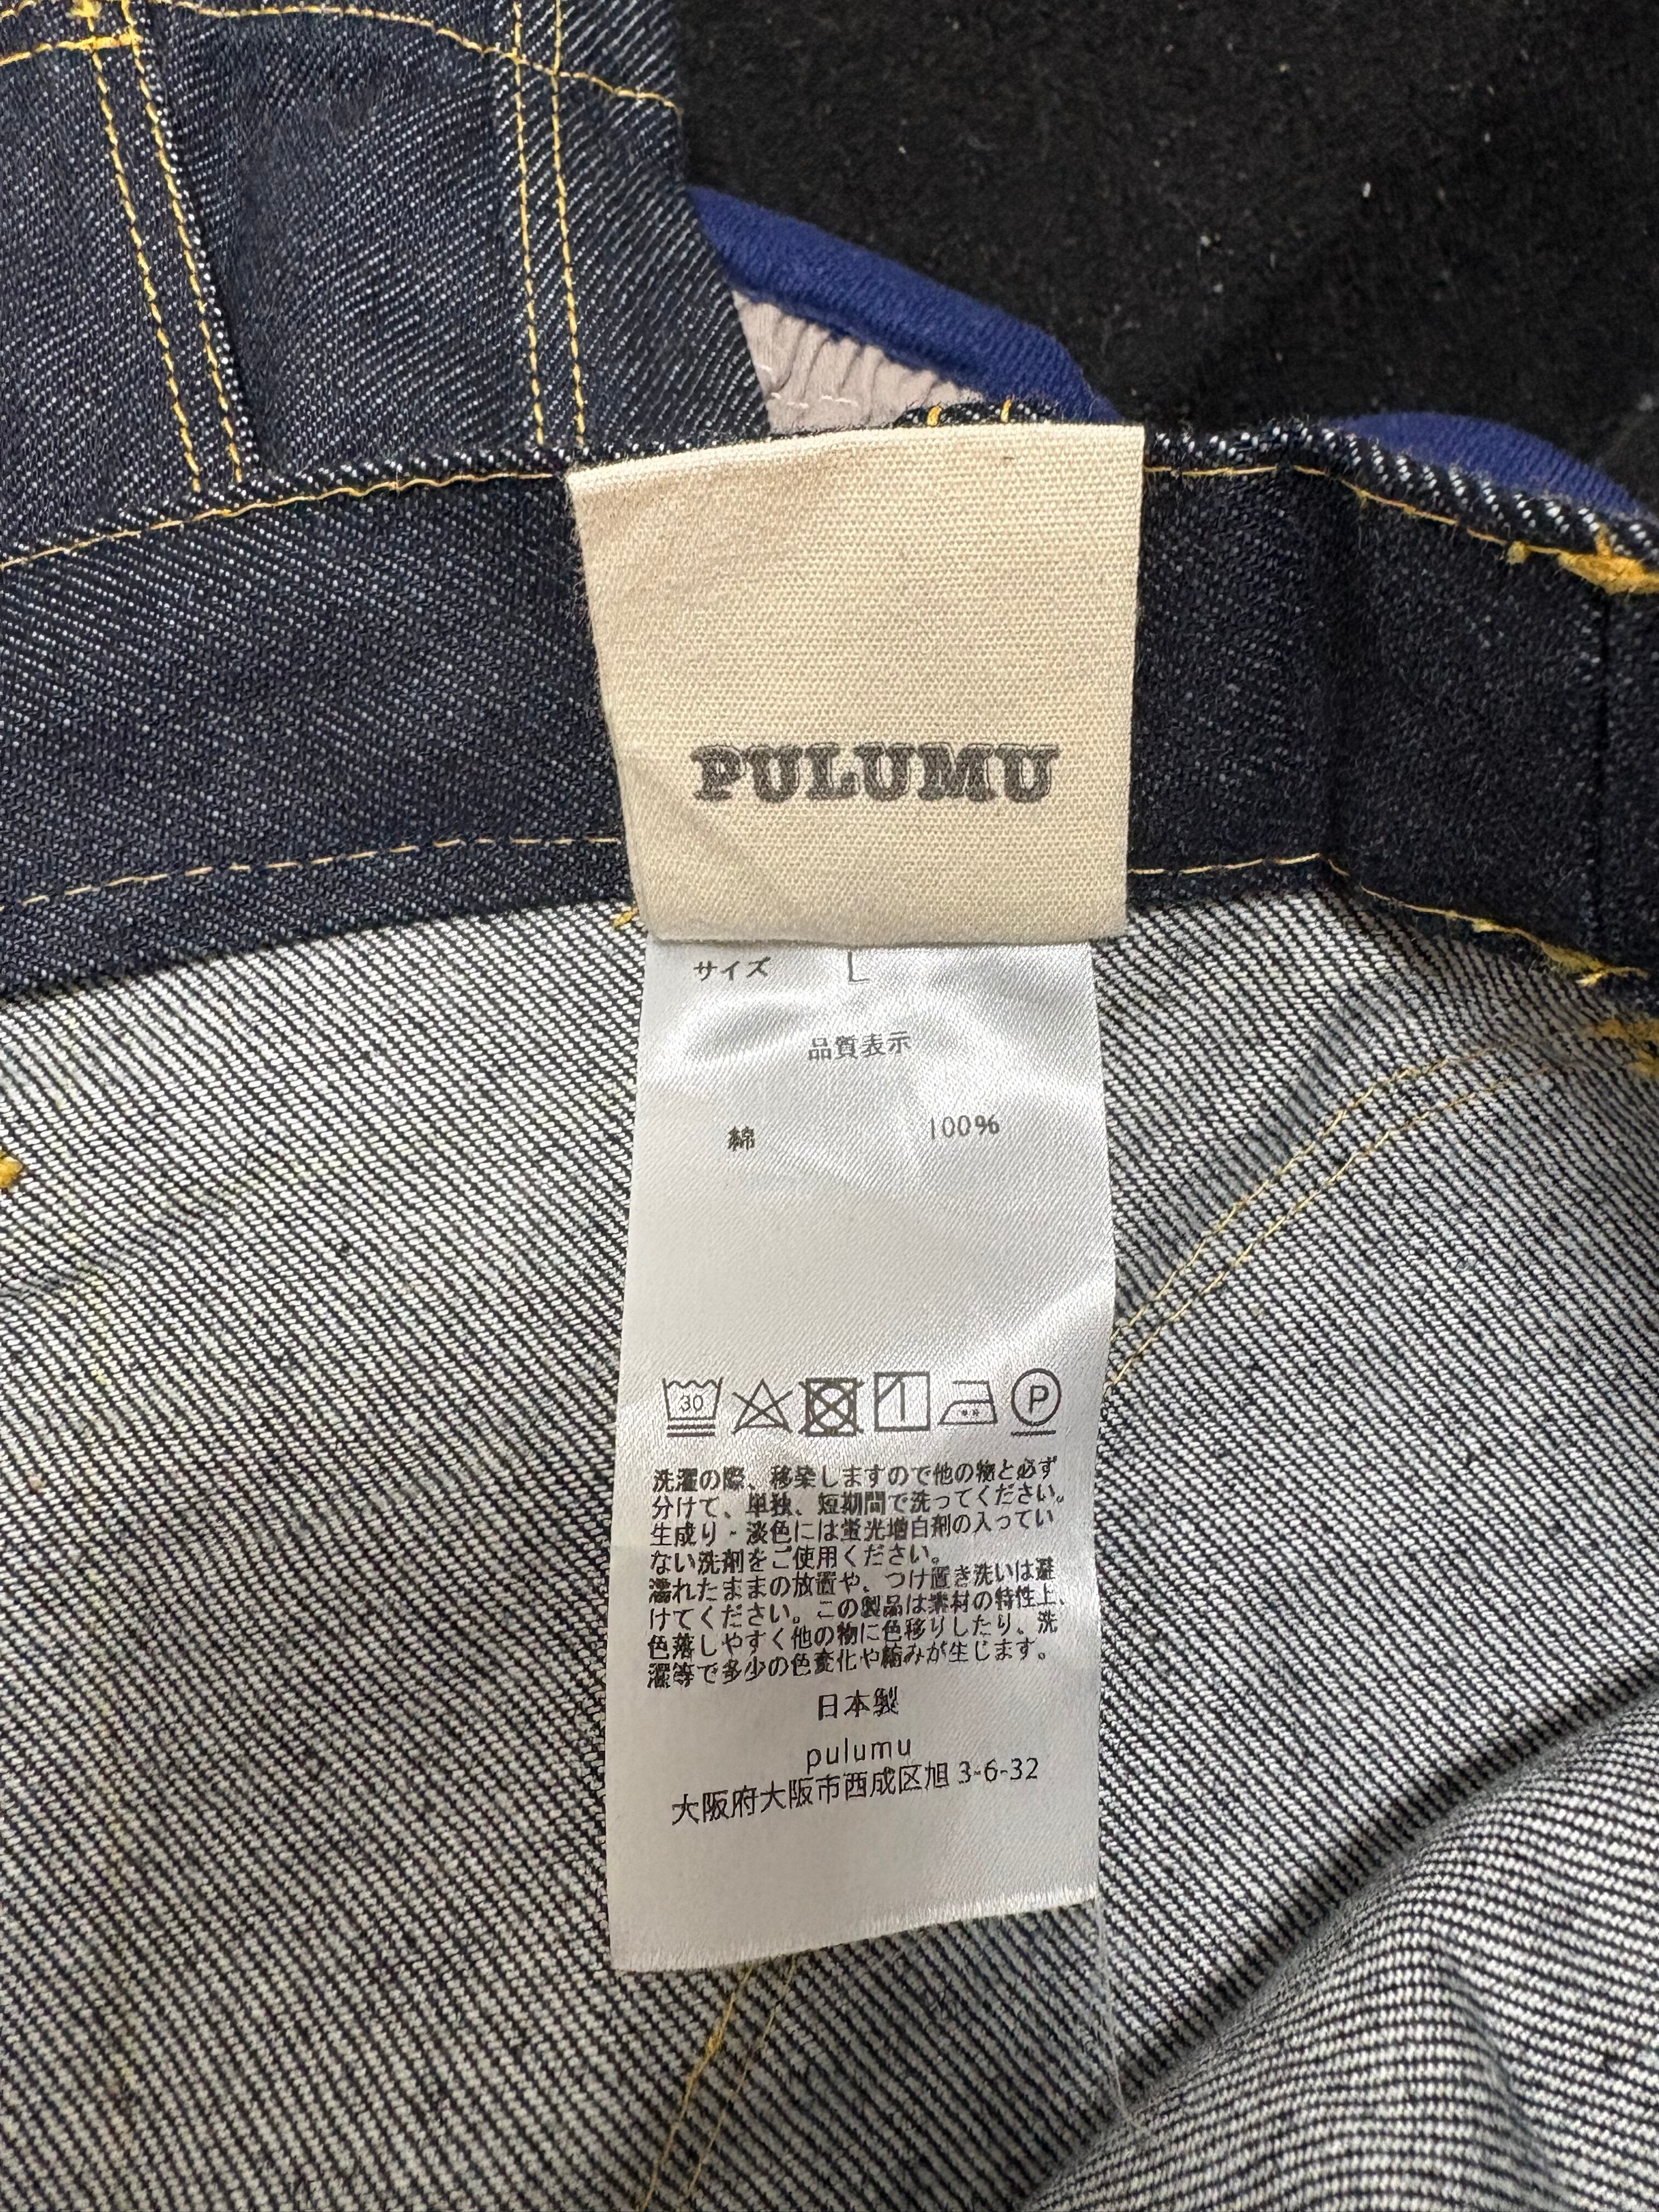 PULUMU
サイズ L
品質表示
綿 100%
30 P
洗濯の際、移染しますので他の物と必ず
分けて、単独、短期間で洗ってください。
生成り・淡色には蛍光増白剤の入ってい
ない洗剤をご使用ください。
濡れたままの放置や、つけ置き洗いは避
けてください。この製品は素材の特性上、
色落しやすく他の物に色移りしたり、洗
濯等で多少の色変化や縮みが生じます。
日本製
pulumu
大阪府大阪市西成区旭 3-6-32